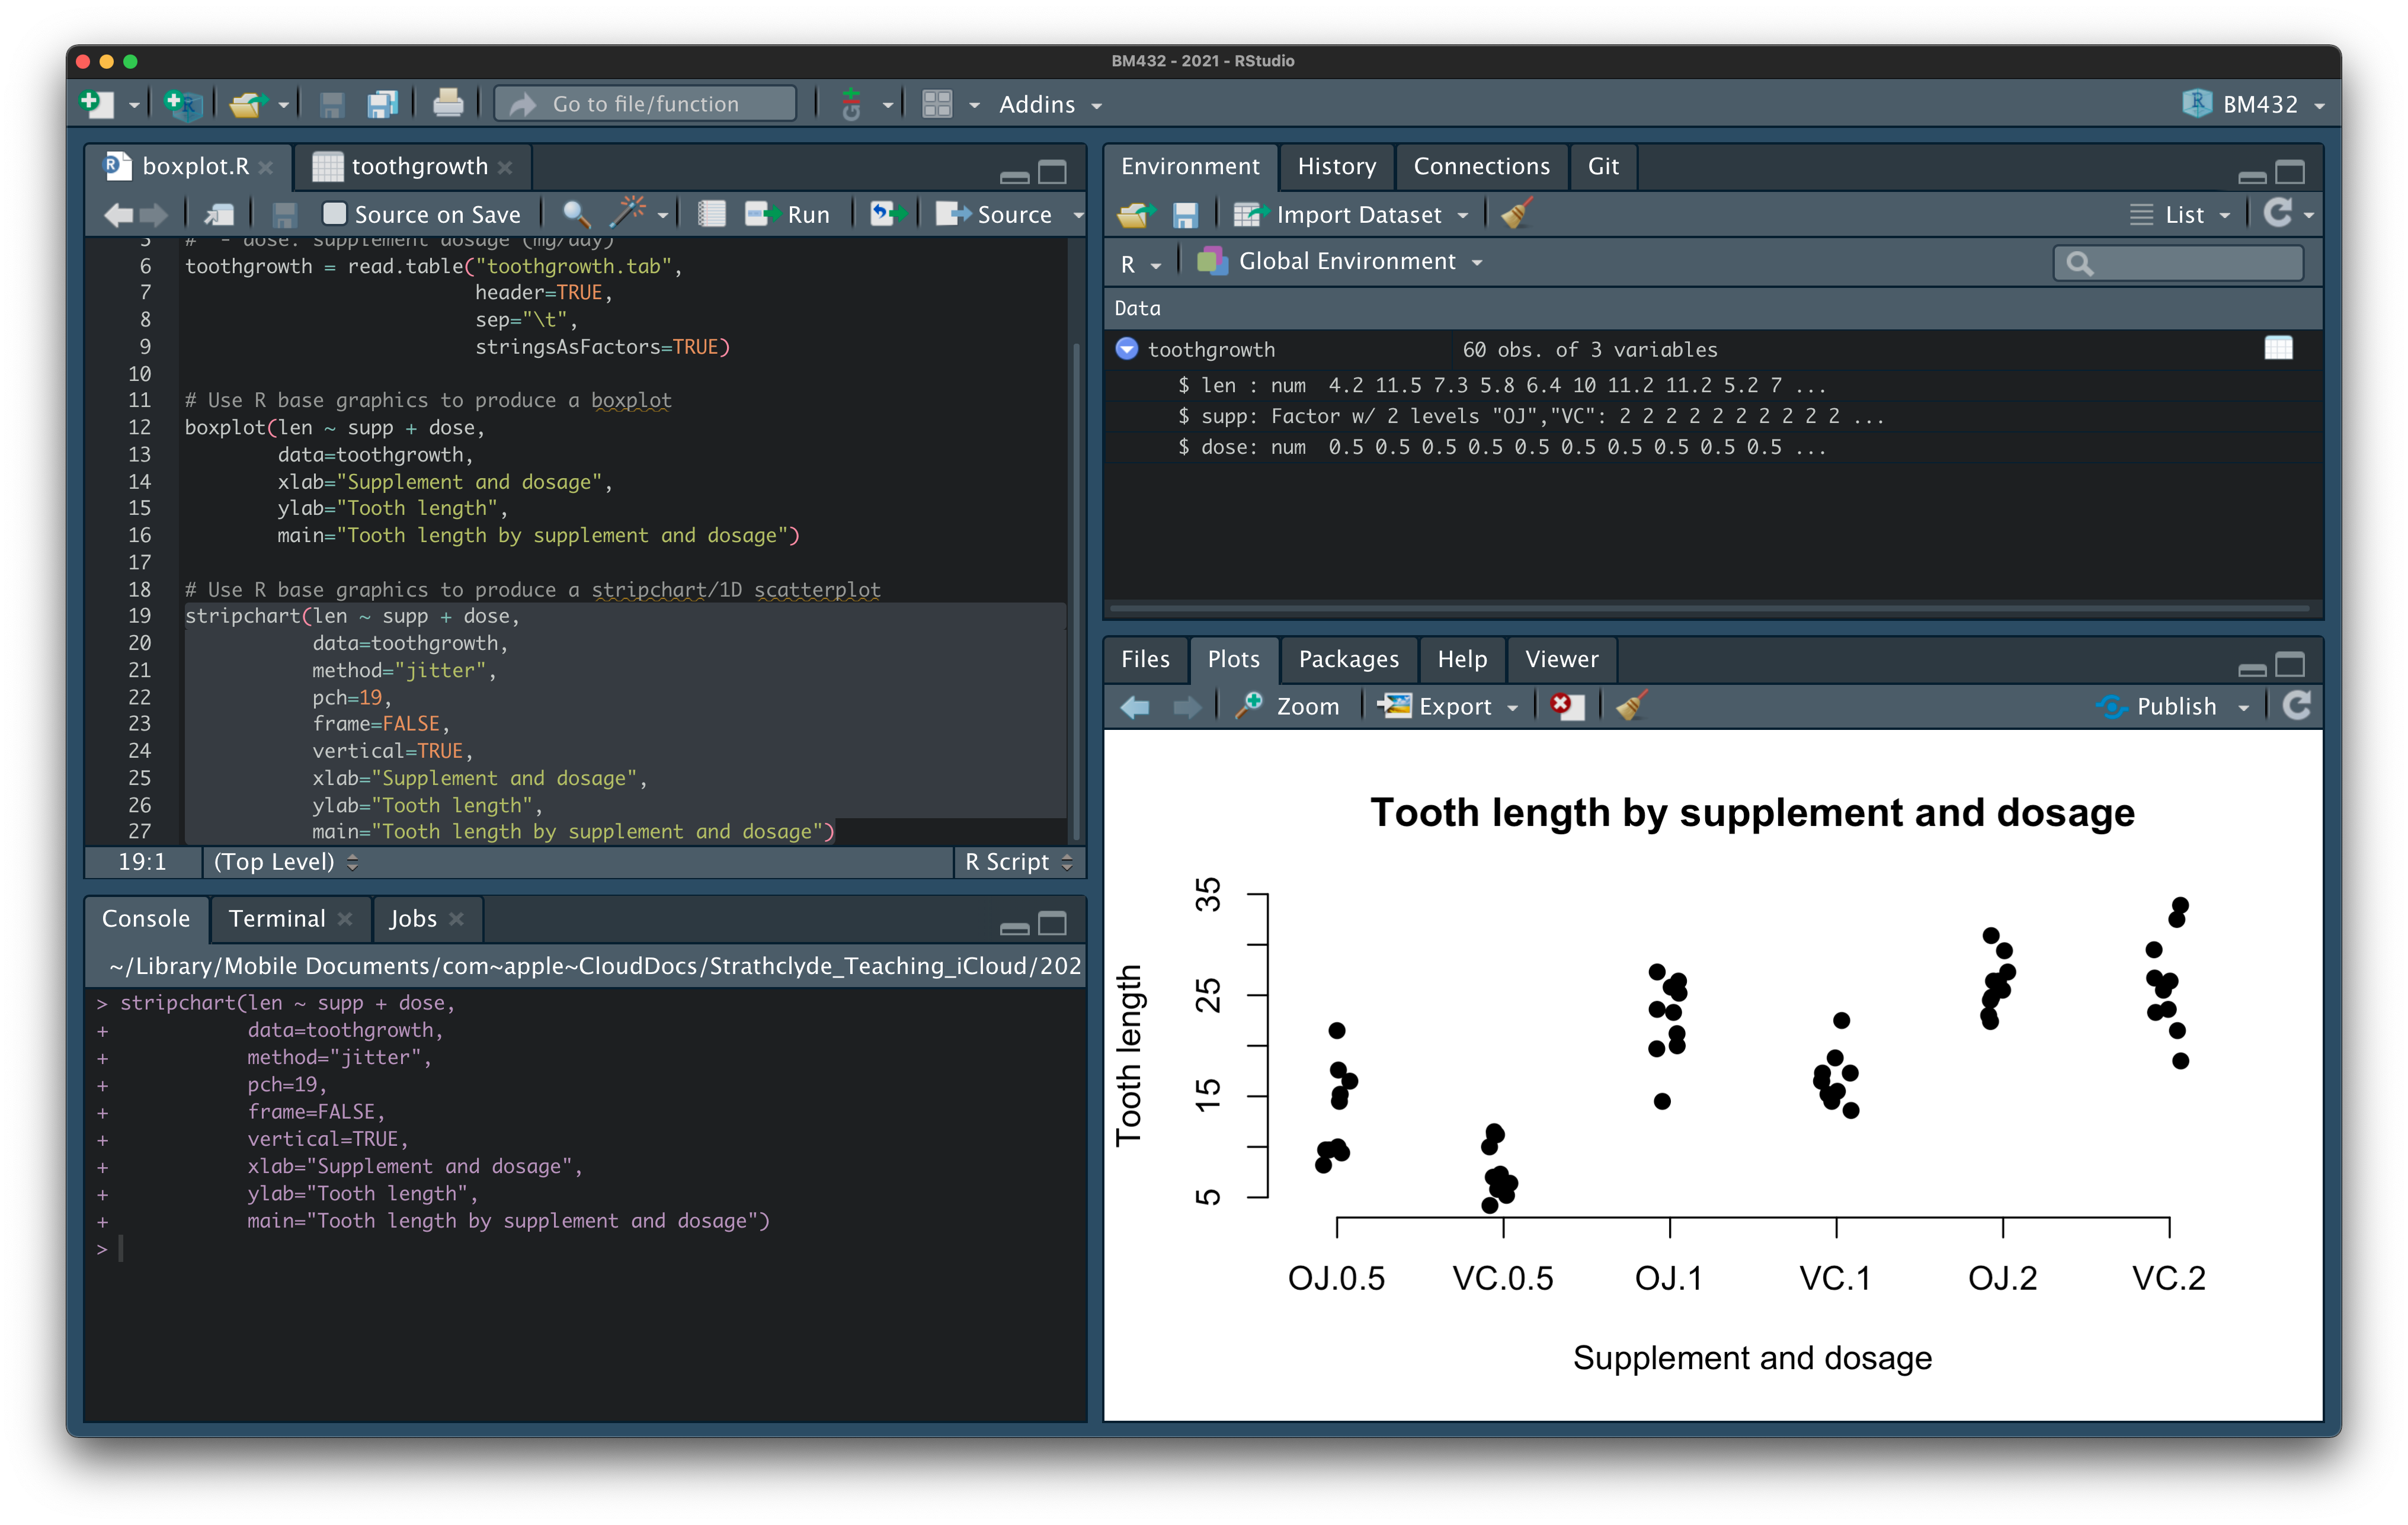 BM432 - 2021 - RStudio
Go to file/function
Git
Addins
BM432
boxplot.R
toothgrowth
Source on Save
Run
Source
5 #  - dose: supplement dosage (mg/day)
6 toothgrowth = read.table("toothgrowth.tab",
7                          header=TRUE,
8                          sep="\t",
9                          stringsAsFactors=TRUE)
10
11 # Use R base graphics to produce a boxplot
12 boxplot(len ~ supp + dose,
13         data=toothgrowth,
14         xlab="Supplement and dosage",
15         ylab="Tooth length",
16         main="Tooth length by supplement and dosage")
17
18 # Use R base graphics to produce a stripchart/1D scatterplot
19 stripchart(len ~ supp + dose,
20            data=toothgrowth,
21            method="jitter",
22            pch=19,
23            frame=FALSE,
24            vertical=TRUE,
25            xlab="Supplement and dosage",
26            ylab="Tooth length",
27            main="Tooth length by supplement and dosage")
19:1 (Top Level) R Script
Console Terminal Jobs
~/Library/Mobile Documents/com~apple~CloudDocs/Strathclyde_Teaching_iCloud/202
> stripchart(len ~ supp + dose,
+            data=toothgrowth,
+            method="jitter",
+            pch=19,
+            frame=FALSE,
+            vertical=TRUE,
+            xlab="Supplement and dosage",
+            ylab="Tooth length",
+            main="Tooth length by supplement and dosage")
>
Environment History Connections Git
Import Dataset
List
R Global Environment
Data
toothgrowth 60 obs. of 3 variables
$ len : num  4.2 11.5 7.3 5.8 6.4 10 11.2 11.2 5.2 7 ...
$ supp: Factor w/ 2 levels "OJ","VC": 2 2 2 2 2 2 2 2 2 2 ...
$ dose: num  0.5 0.5 0.5 0.5 0.5 0.5 0.5 0.5 0.5 0.5 ...
Files Plots Packages Help Viewer
Zoom Export Publish
Tooth length by supplement and dosage
Tooth length
35
25
15
5
OJ.0.5 VC.0.5 OJ.1 VC.1 OJ.2 VC.2
Supplement and dosage